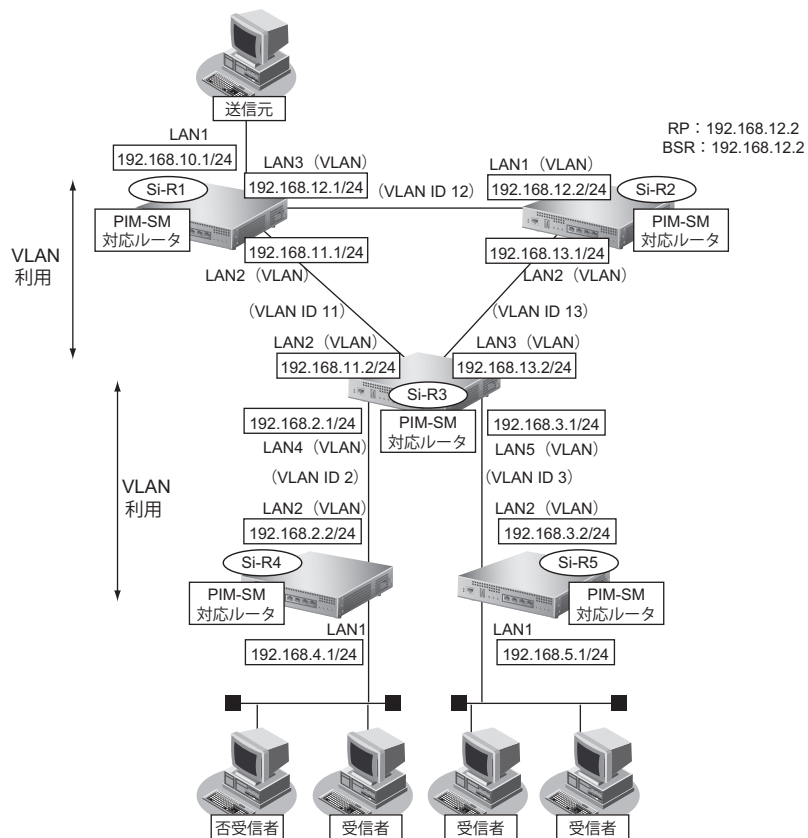 送信元
LAN1
192.168.10.1/24
RP：192.168.12.2
BSR：192.168.12.2
LAN3（VLAN）
192.168.12.1/24
（VLAN ID 12）
LAN1（VLAN）
192.168.12.2/24
Si-R1
PIM-SM
対応ルータ
Si-R2
PIM-SM
対応ルータ
VLAN
利用
192.168.11.1/24
LAN2（VLAN）
192.168.13.1/24
LAN2（VLAN）
（VLAN ID 11）
（VLAN ID 13）
LAN2（VLAN）
192.168.11.2/24
LAN3（VLAN）
192.168.13.2/24
Si-R3
PIM-SM
対応ルータ
192.168.2.1/24
LAN4（VLAN）
192.168.3.1/24
LAN5（VLAN）
VLAN
利用
（VLAN ID 2）
（VLAN ID 3）
LAN2（VLAN）
192.168.2.2/24
LAN2（VLAN）
192.168.3.2/24
Si-R4
PIM-SM
対応ルータ
Si-R5
PIM-SM
対応ルータ
LAN1
192.168.4.1/24
LAN1
192.168.5.1/24
否受信者
受信者
受信者
受信者